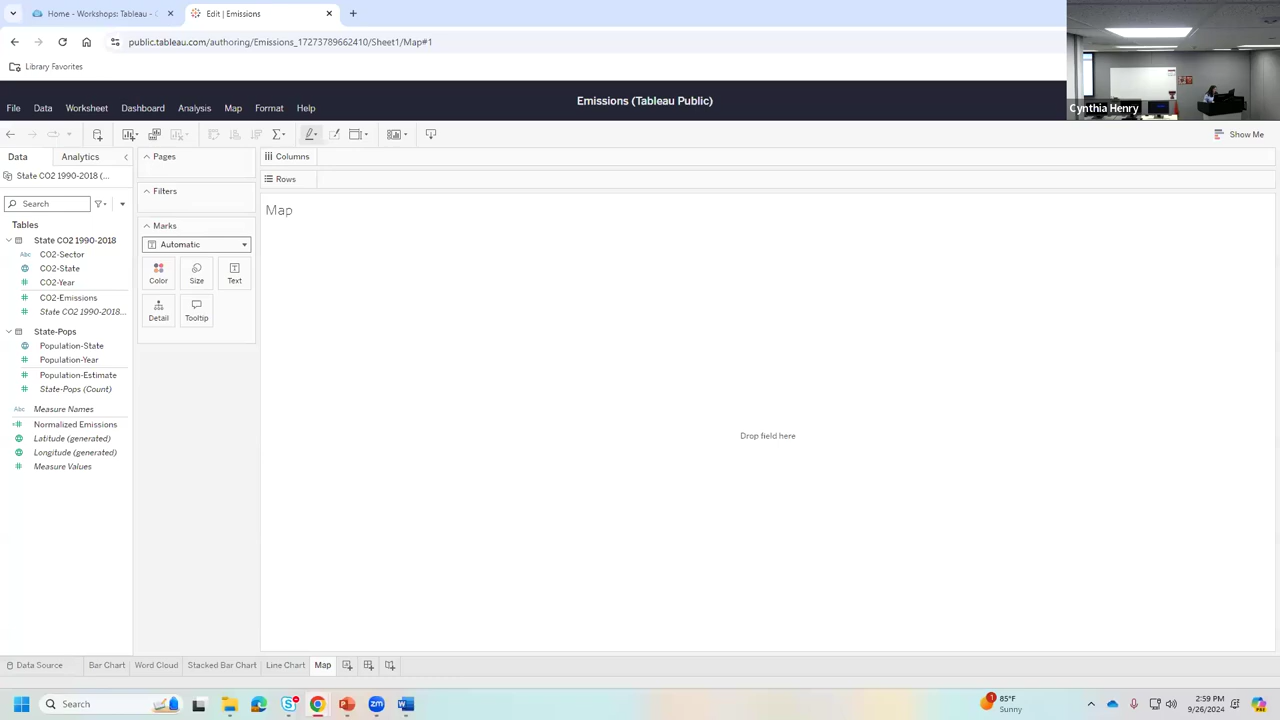 Home - Workshops: Tableau - C
Edit | Emissions
public.tableau.com/authoring/Emissions_17273789662410/Sheet1/Map#1
Library Favorites
File Data Worksheet Dashboard Analysis Map Format Help
Emissions (Tableau Public)
Cynthia Henry
Show Me
Data Analytics
State CO2 1990-2018 (...
Search
Tables
State CO2 1990-2018
Abc CO2-Sector
CO2-State
CO2-Year
CO2-Emissions
State CO2 1990-2018...
State-Pops
Population-State
Population-Year
Population-Estimate
State-Pops (Count)
Abc Measure Names
Normalized Emissions
Latitude (generated)
Longitude (generated)
Measure Values
Pages
Filters
Marks
Automatic
Color Size Text
Detail Tooltip
Columns
Rows
Map
Drop field here
Data Source Bar Chart Word Cloud Stacked Bar Chart Line Chart Map
Search
1
85°F
Sunny
2:59 PM
9/26/2024